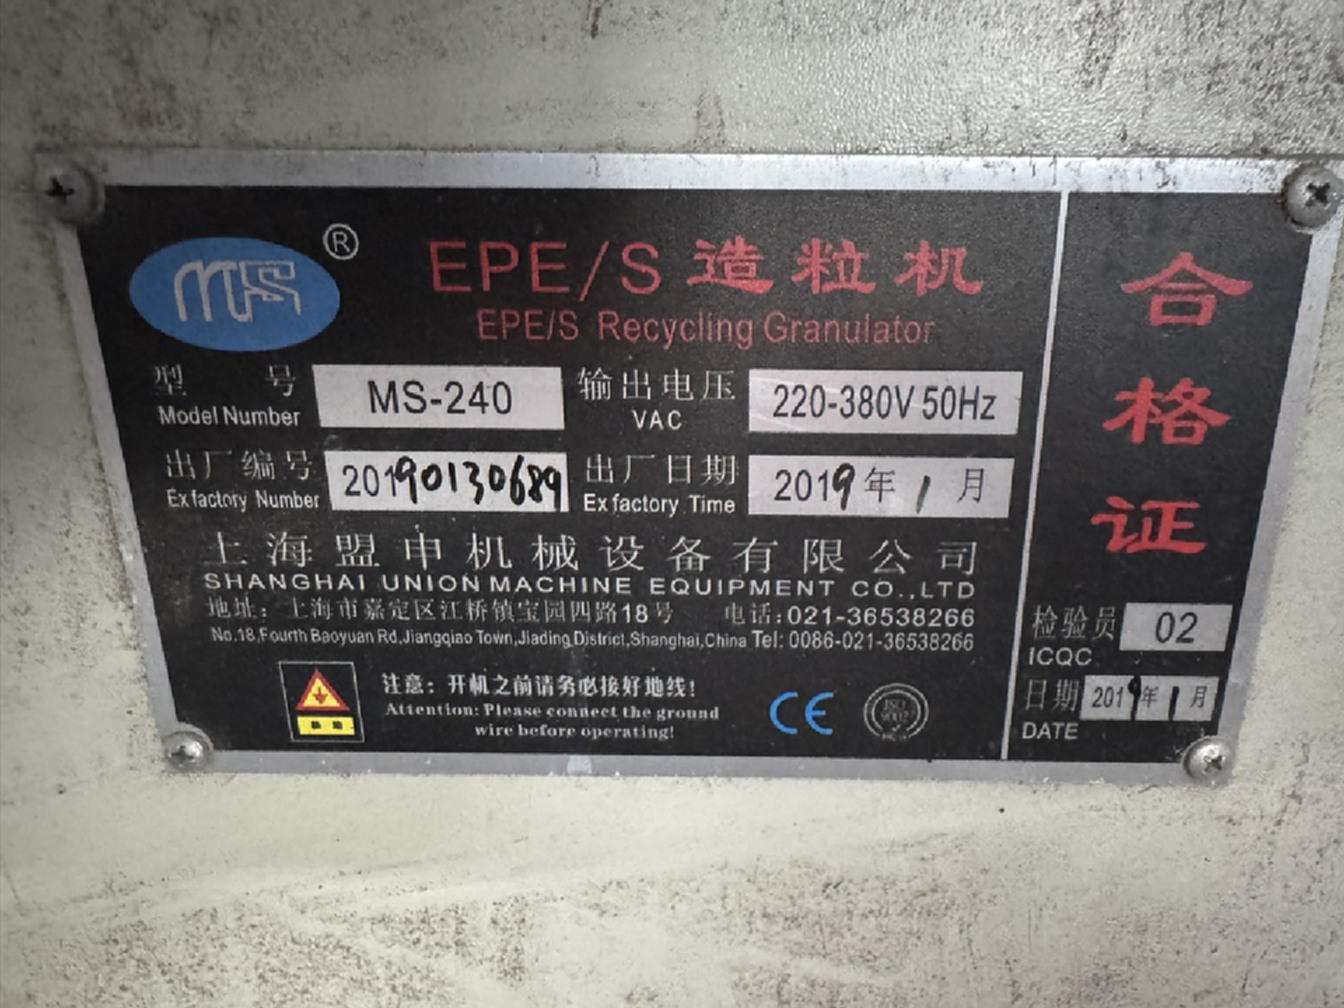 MS ®
EPE/S 造粒机
EPE/S Recycling Granulator
型 号 MS-240 输出电压 220-380V 50Hz
Model Number VAC
出厂编号 20190130689 出厂日期 2019年1月
Ex factory Number Ex factory Time
上海盟申机械设备有限公司
SHANGHAI UNION MACHINE EQUIPMENT CO.,LTD
地址：上海市嘉定区江桥镇宝园四路18号 电话:021-36538266
No.18,Fourth Baoyuan Rd,Jiangqiao Town,Jiading District,Shanghai,China Tel: 0086-021-36538266
注意：开机之前请务必接好地线!
Attention: Please connect the ground
wire before operating!
CE
ISO
9002
合
格
证
检验员 02
ICQC
日期 2019年1月
DATE